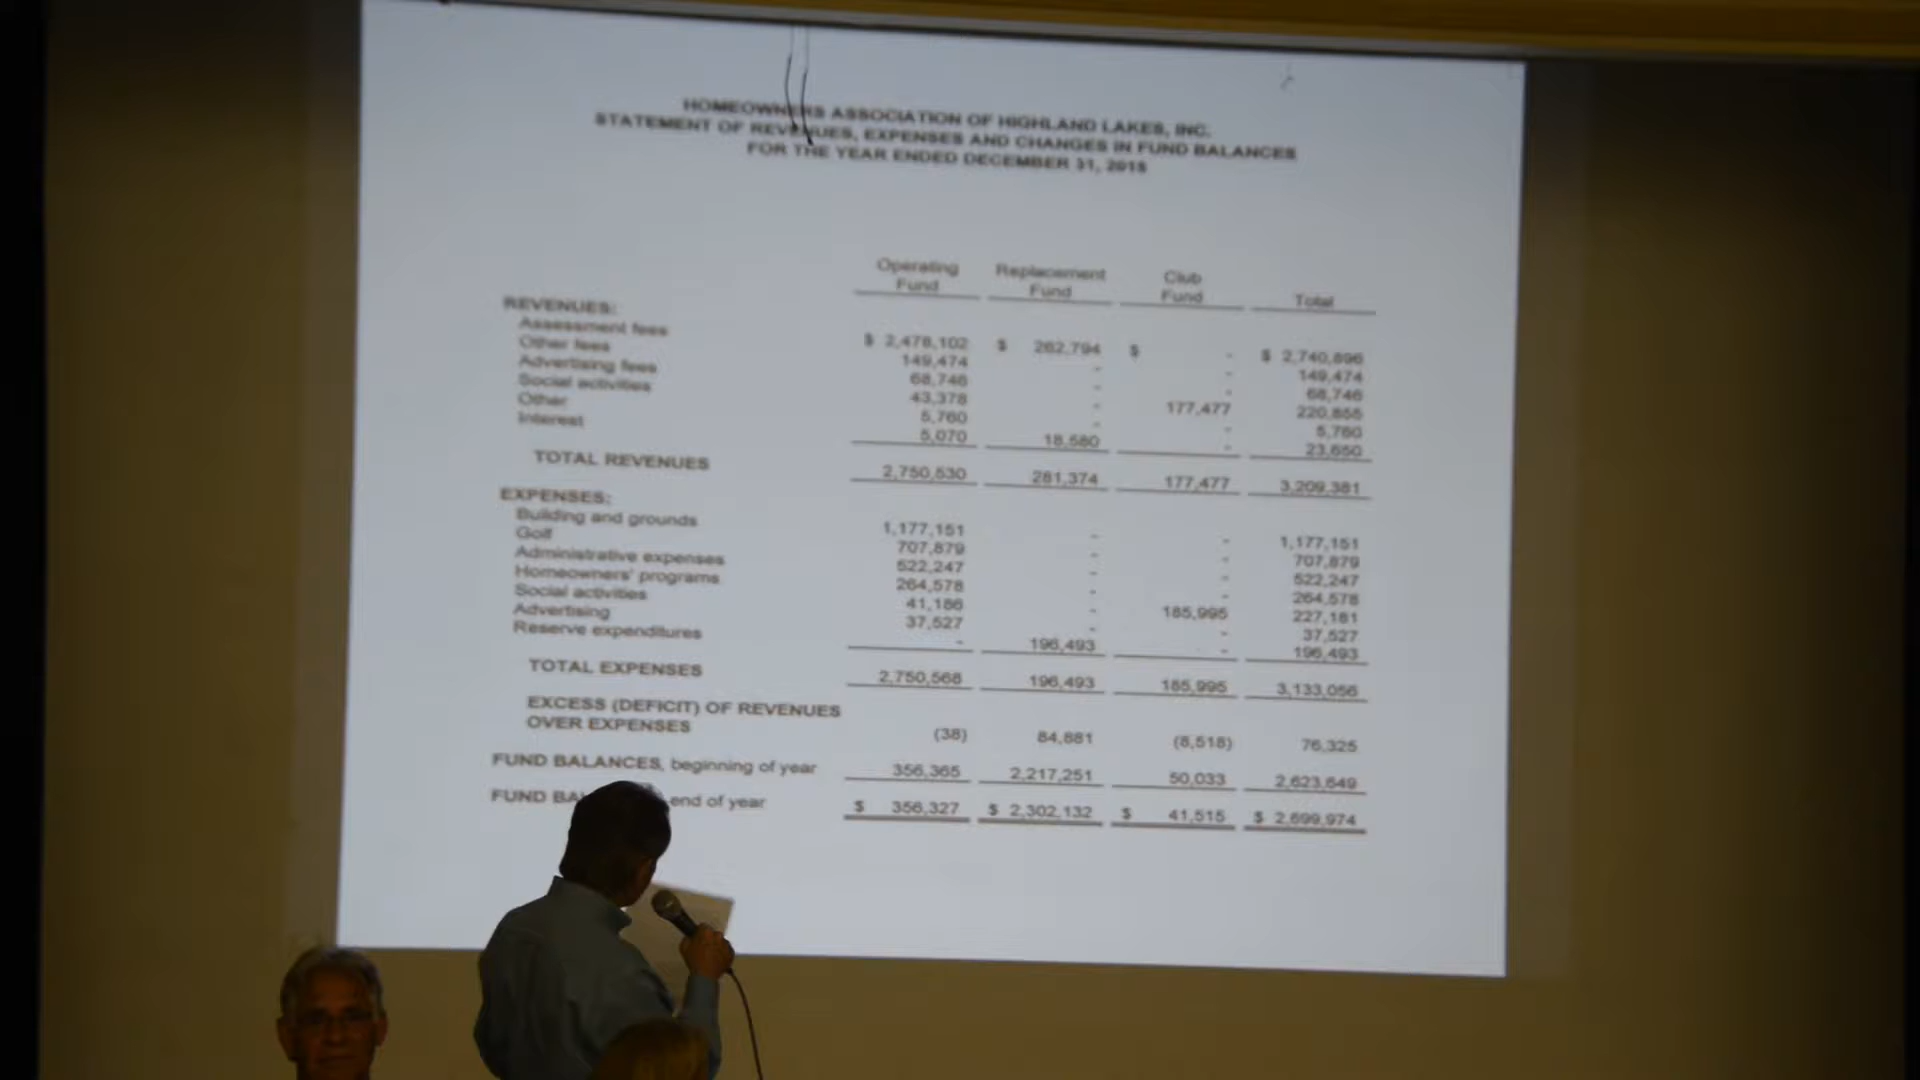 HOMEOWNERS ASSOCIATION OF HIGHLAND LAKES, INC.
STATEMENT OF REVENUES, EXPENSES AND CHANGES IN FUND BALANCES
FOR THE YEAR ENDED DECEMBER 31, 2015
Operating Fund Replacement Fund Club Fund Total
REVENUES:
Assessment fees $ 2,478,102 $ 262,794 $ - $ 2,740,896
Other fees 149,474 - - 149,474
Advertising fees 68,746 - - 68,746
Social activities 43,378 - 177,477 220,855
Other 5,760 - - 5,760
Interest 5,070 18,580 - 23,650
TOTAL REVENUES 2,750,530 281,374 177,477 3,209,381
EXPENSES:
Building and grounds 1,177,151 - - 1,177,151
Golf 707,879 - - 707,879
Administrative expenses 522,247 - - 522,247
Homeowners' programs 264,578 - - 264,578
Social activities 41,186 - 185,995 227,181
Advertising 37,527 - - 37,527
Reserve expenditures - 196,493 - 196,493
TOTAL EXPENSES 2,750,568 196,493 185,995 3,133,056
EXCESS (DEFICIT) OF REVENUES
OVER EXPENSES (38) 84,881 (8,518) 76,325
FUND BALANCES, beginning of year 356,365 2,217,251 50,033 2,623,649
FUND BA end of year $ 356,327 $ 2,302,132 $ 41,515 $ 2,699,974